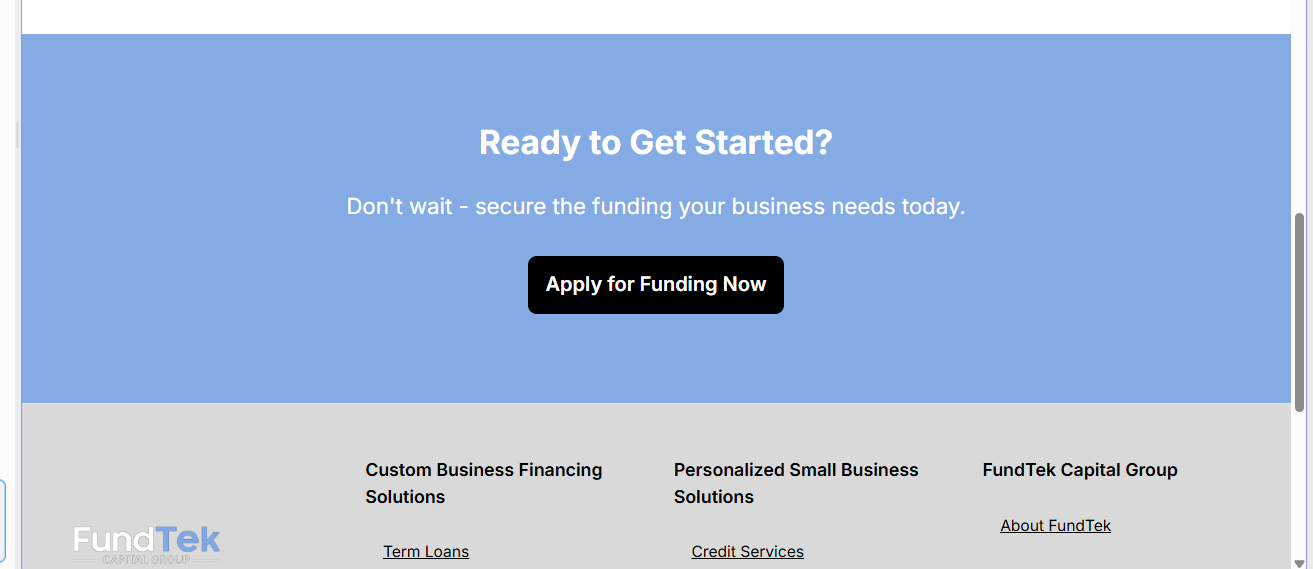 Ready to Get Started?
Don't wait - secure the funding your business needs today.
Apply for Funding Now
Custom Business Financing
Solutions
Personalized Small Business
Solutions
FundTek Capital Group
About FundTek
FundTek
CAPITAL GROUP
Term Loans
Credit Services